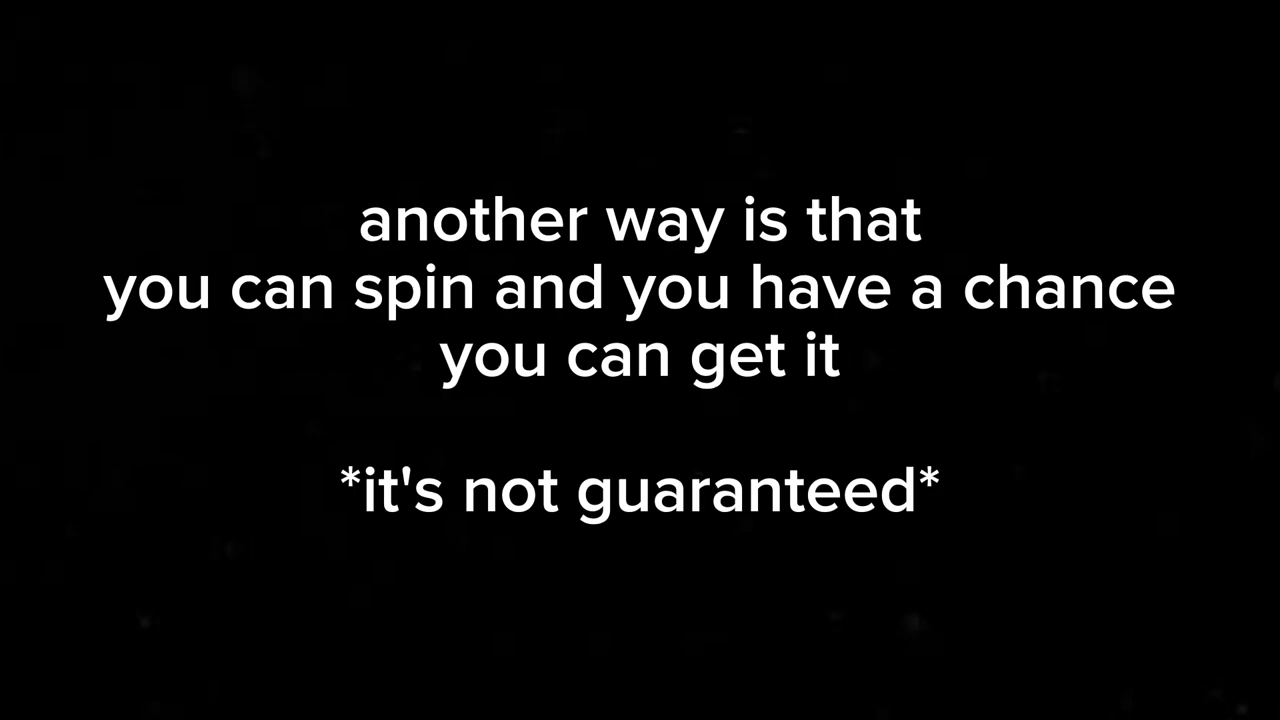 another way is that
you can spin and you have a chance
you can get it
*it's not guaranteed*